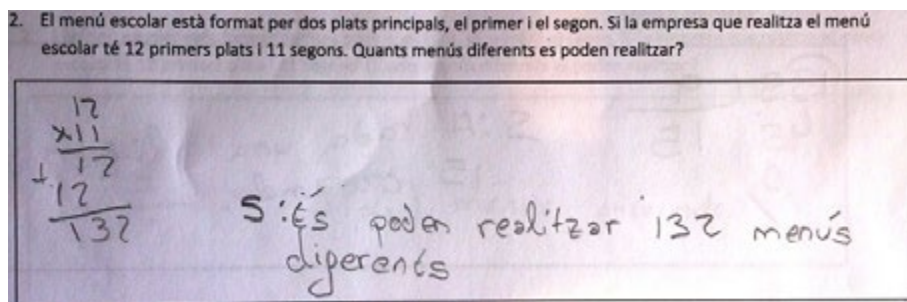 2. El menú escolar està format per dos plats principals, el primer i el segon. Si la empresa que realitza el menú
escolar té 12 primers plats i 11 segons. Quants menús diferents es poden realitzar?
12
x11
12
+12
132
S: És poden realitzar 132 menús
diperents